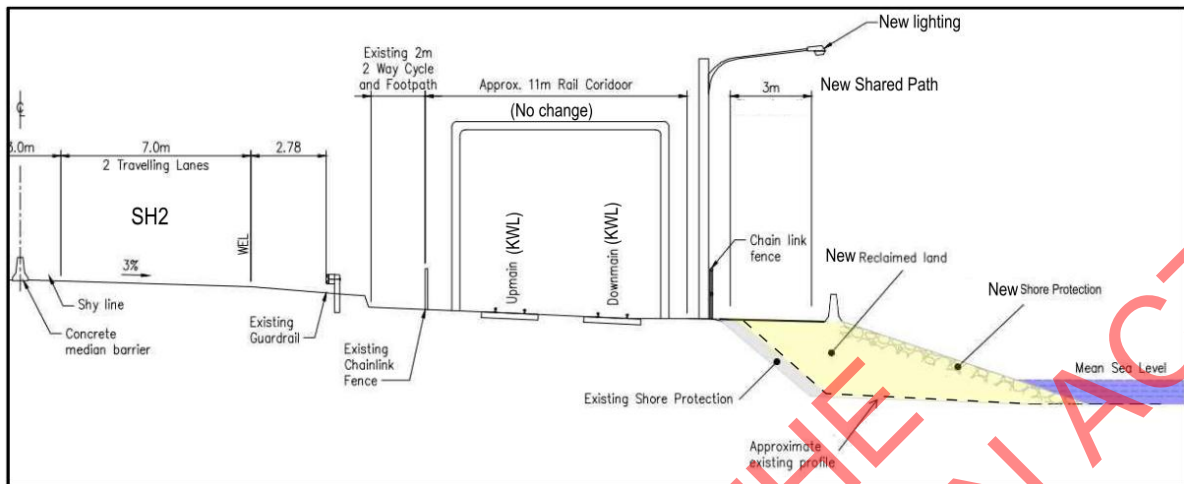 New lighting
Existing 2m
2 Way Cycle
and Footpath
Approx. 11m Rail Coridoor
(No change)
3m
New Shared Path
℄
3.0m
7.0m
2.78
2 Travelling Lanes
SH2
WEL
3%
Upmain (KWL)
Downmain (KWL)
Chain link
fence
New Reclaimed land
New Shore Protection
Shy line
Concrete
median barrier
Existing
Guardrail
Existing
Chainlink
Fence
Existing Shore Protection
Mean Sea Level
Approximate
existing profile
THE
N ACT